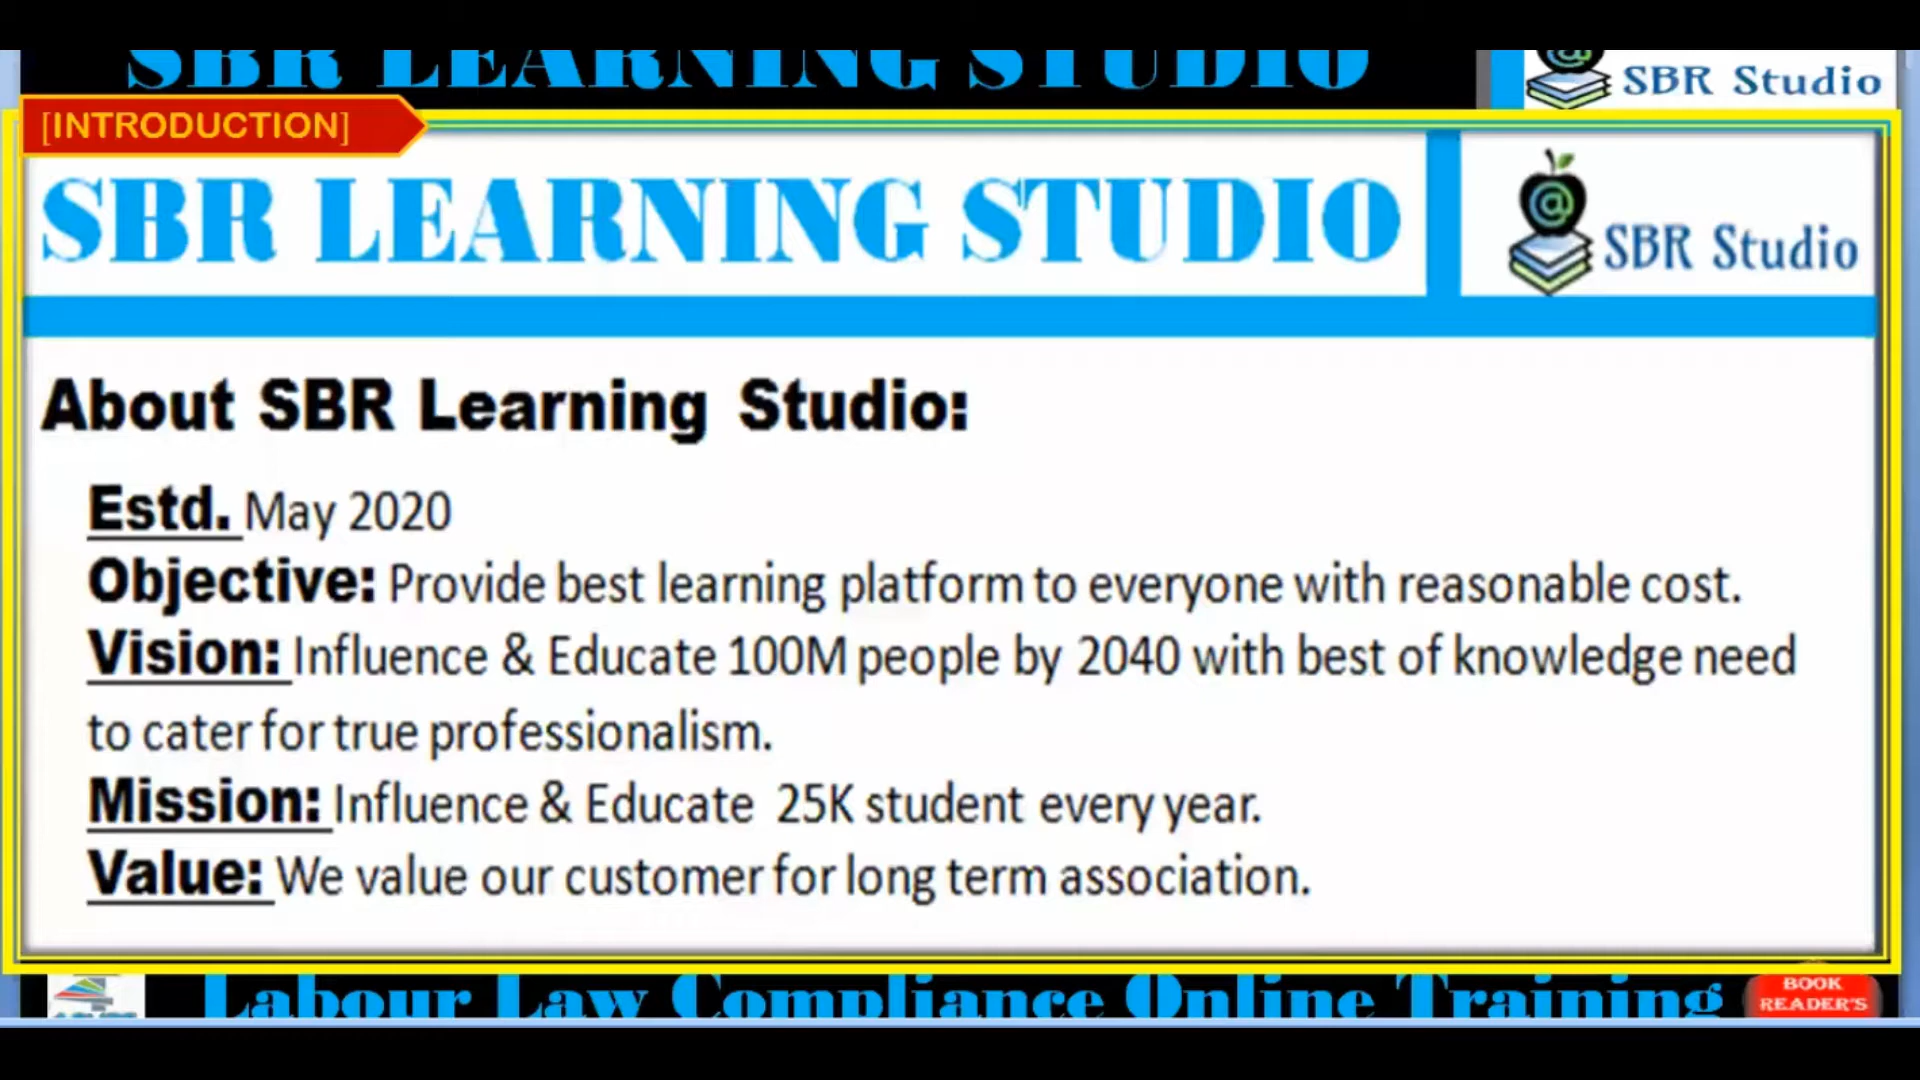 SBR LEARNING STUDIO
SBR Studio
[INTRODUCTION]
SBR LEARNING STUDIO
@
SBR Studio
About SBR Learning Studio:
Estd. May 2020
Objective: Provide best learning platform to everyone with reasonable cost.
Vision: Influence & Educate 100M people by 2040 with best of knowledge need
to cater for true professionalism.
Mission: Influence & Educate 25K student every year.
Value: We value our customer for long term association.
Labour Law Compliance Online Training
BOOK
READER'S